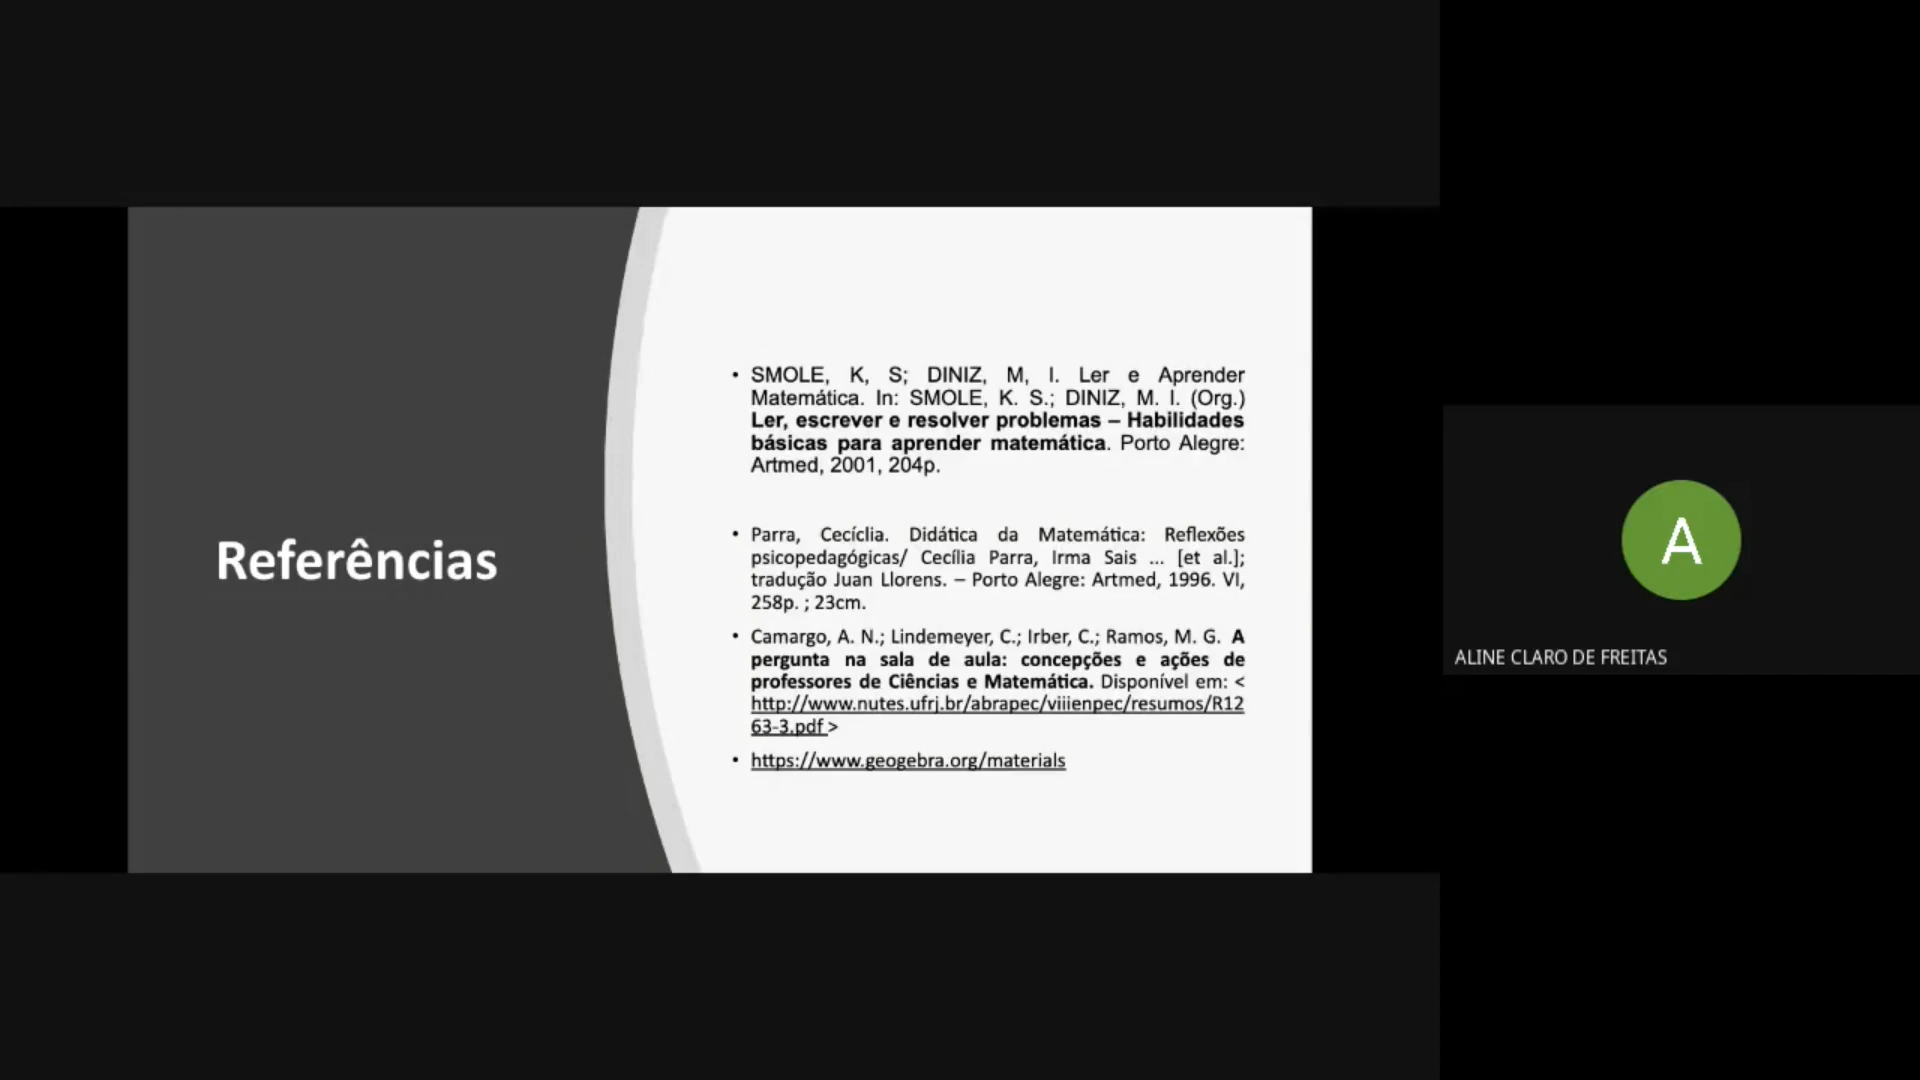 Referências
• SMOLE, K, S; DINIZ, M, I. Ler e Aprender
Matemática. In: SMOLE, K. S.; DINIZ, M. I. (Org.)
Ler, escrever e resolver problemas – Habilidades
básicas para aprender matemática. Porto Alegre:
Artmed, 2001, 204p.
• Parra, Cecíclia. Didática da Matemática: Reflexões
psicopedagógicas/ Cecília Parra, Irma Sais ... [et al.];
tradução Juan Llorens. – Porto Alegre: Artmed, 1996. VI,
258p. ; 23cm.
• Camargo, A. N.; Lindemeyer, C.; Irber, C.; Ramos, M. G. A
pergunta na sala de aula: concepções e ações de
professores de Ciências e Matemática. Disponível em: <
http://www.nutes.ufrj.br/abrapec/viiienpec/resumos/R12
63-3.pdf >
• https://www.geogebra.org/materials
A
ALINE CLARO DE FREITAS